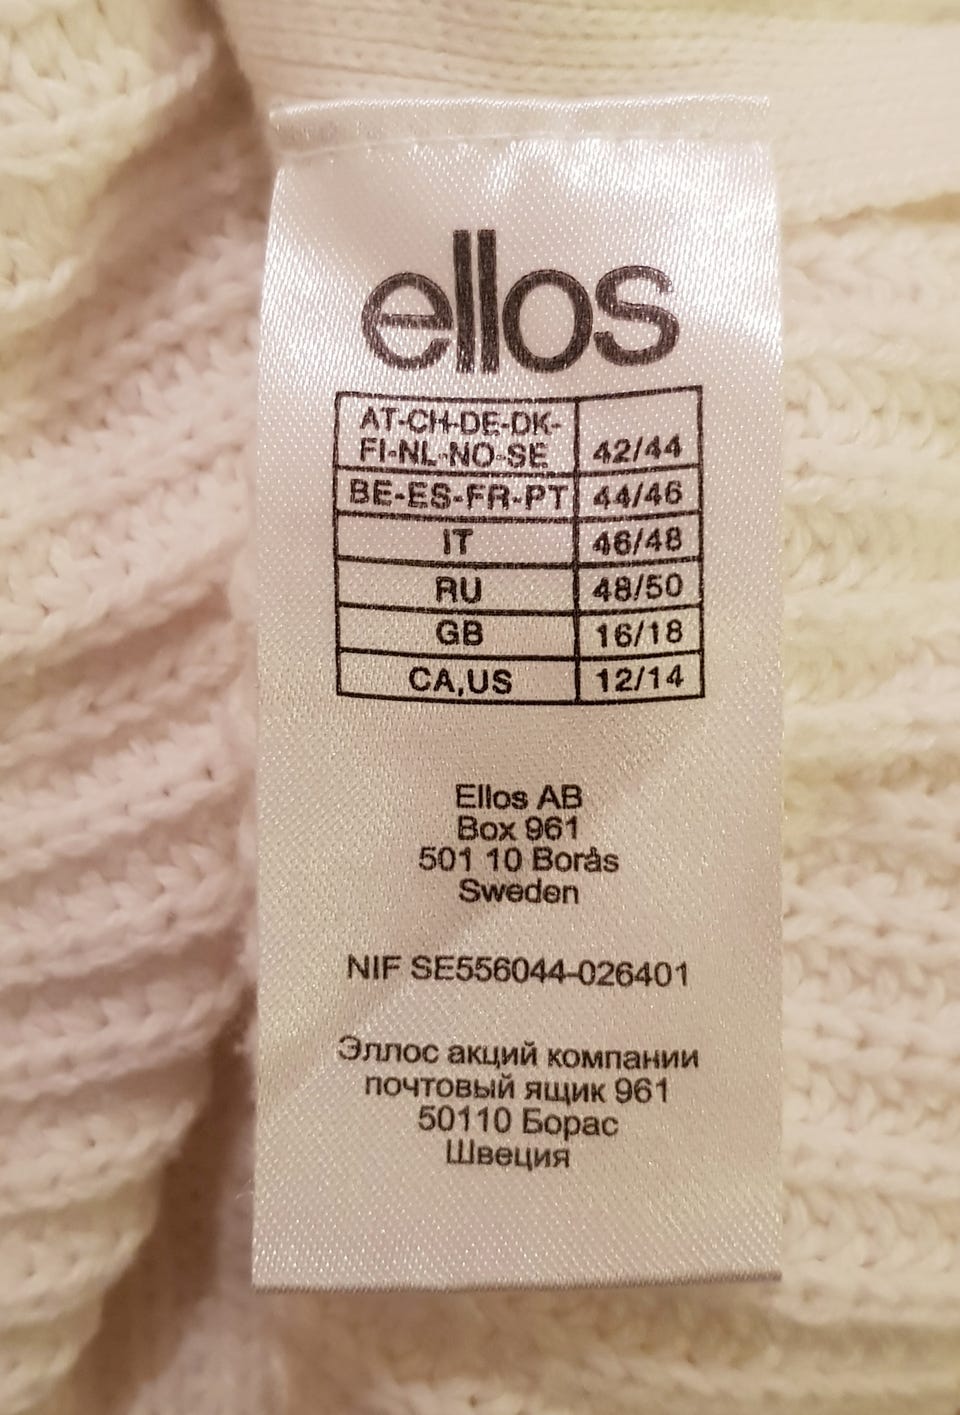 ellos
AT-CH-DE-DK-
FI-NL-NO-SE 42/44
BE-ES-FR-PT 44/46
IT 46/48
RU 48/50
GB 16/18
CA,US 12/14
Ellos AB
Box 961
501 10 Borås
Sweden
NIF SE556044-026401
Эллос акций компании
почтовый ящик 961
50110 Борас
Швеция